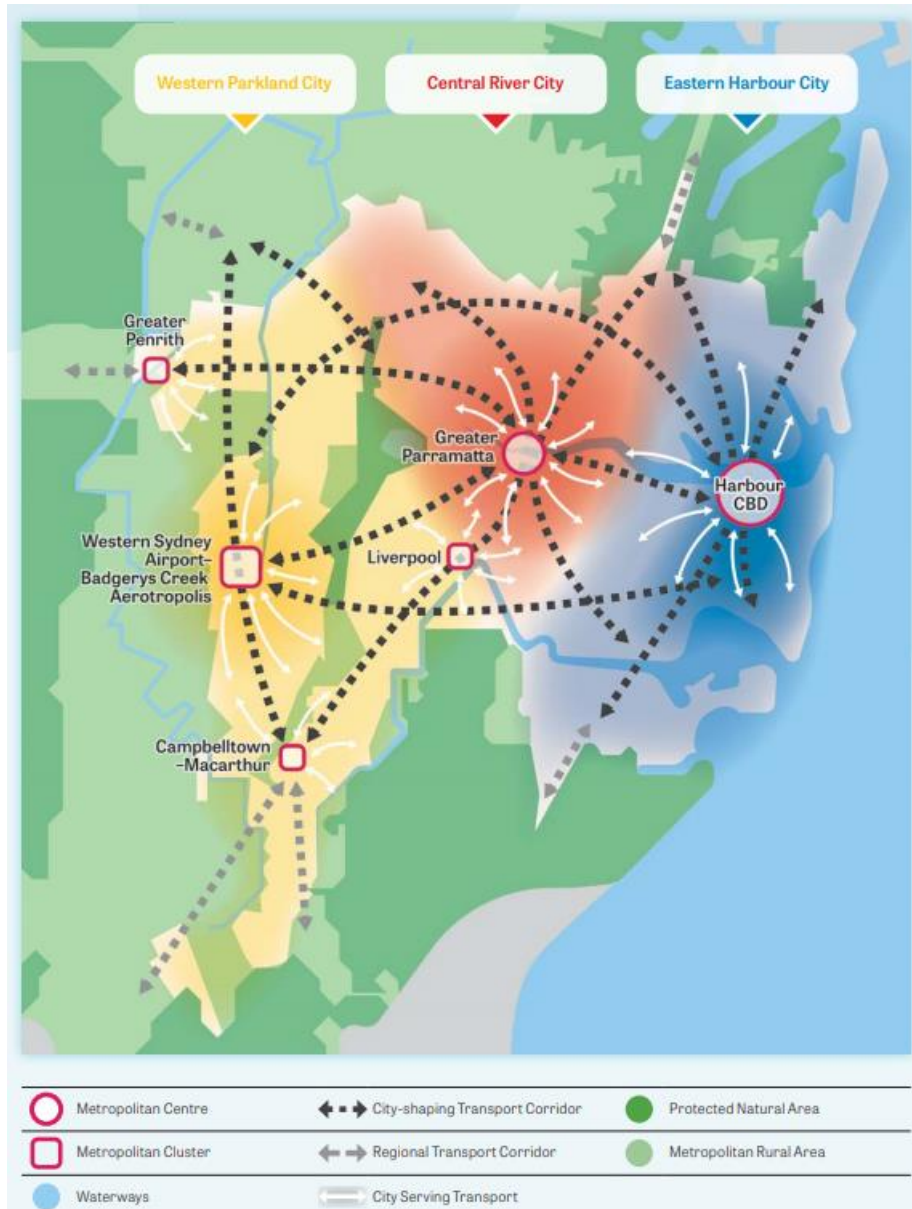 Western Parkland City
Central River City
Eastern Harbour City
Greater
Penrith
Greater
Parramatta
Harbour
CBD
Western Sydney
Airport–
Badgerys Creek
Aerotropolis
Liverpool
Campbelltown
–Macarthur
Metropolitan Centre
City-shaping Transport Corridor
Protected Natural Area
Metropolitan Cluster
Regional Transport Corridor
Metropolitan Rural Area
Waterways
City Serving Transport